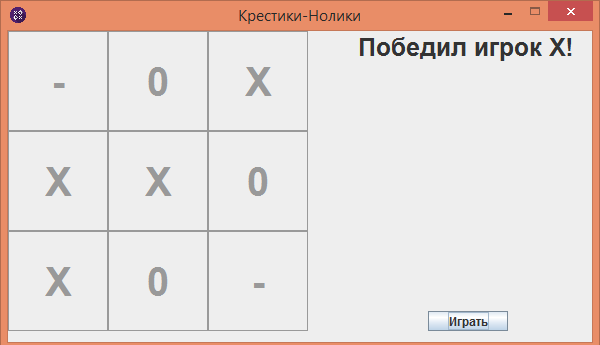 Крестики-Нолики
Победил игрок X!
- 0 X
X X 0
X 0 -
Играть